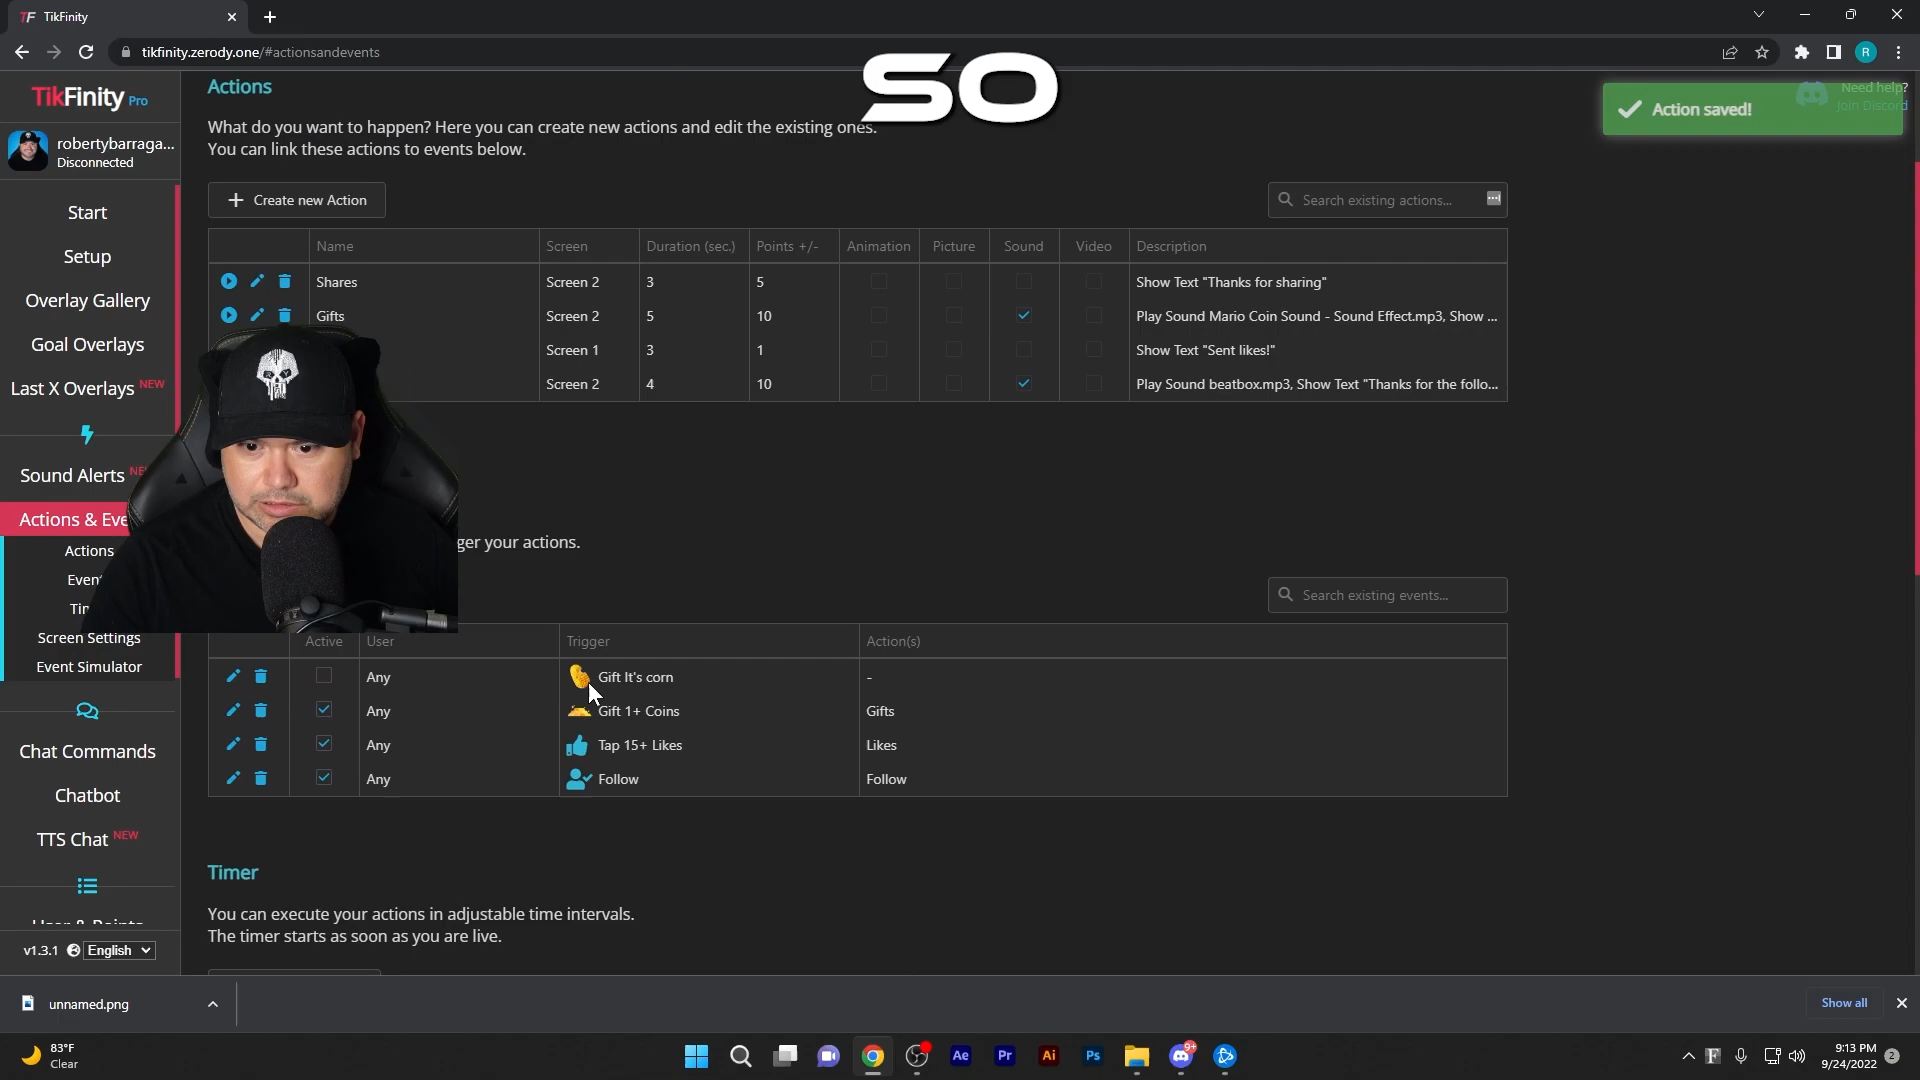 TikFinity
tikfinity.zerody.one/#actionsandevents
R
SO
TikFinity Pro
robertybarraga...
Disconnected
Start
Setup
Overlay Gallery
Goal Overlays
Last X Overlays NEW
Sound Alerts
Actions & Eve
Actions
Event
Screen Settings
Event Simulator
Chat Commands
Chatbot
TTS Chat NEW
v1.3.1 English
Actions
What do you want to happen? Here you can create new actions and edit the existing ones.
You can link these actions to events below.
Action saved!
Need help?
Join Discord
Create new Action
Search existing actions...
Name Screen Duration (sec.) Points +/- Animation Picture Sound Video Description
Shares Screen 2 3 5 Show Text "Thanks for sharing"
Gifts Screen 2 5 10 Play Sound Mario Coin Sound - Sound Effect.mp3, Show ...
Screen 1 3 1 Show Text "Sent likes!"
Screen 2 4 10 Play Sound beatbox.mp3, Show Text "Thanks for the follo...
ger your actions.
Search existing events...
Active User Trigger Action(s)
Any Gift It's corn -
Any Gift 1+ Coins Gifts
Any Tap 15+ Likes Likes
Any Follow Follow
Timer
You can execute your actions in adjustable time intervals.
The timer starts as soon as you are live.
unnamed.png
Show all
83°F
Clear
Ae Pr Ai Ps
9+
9:13 PM
9/24/2022
2